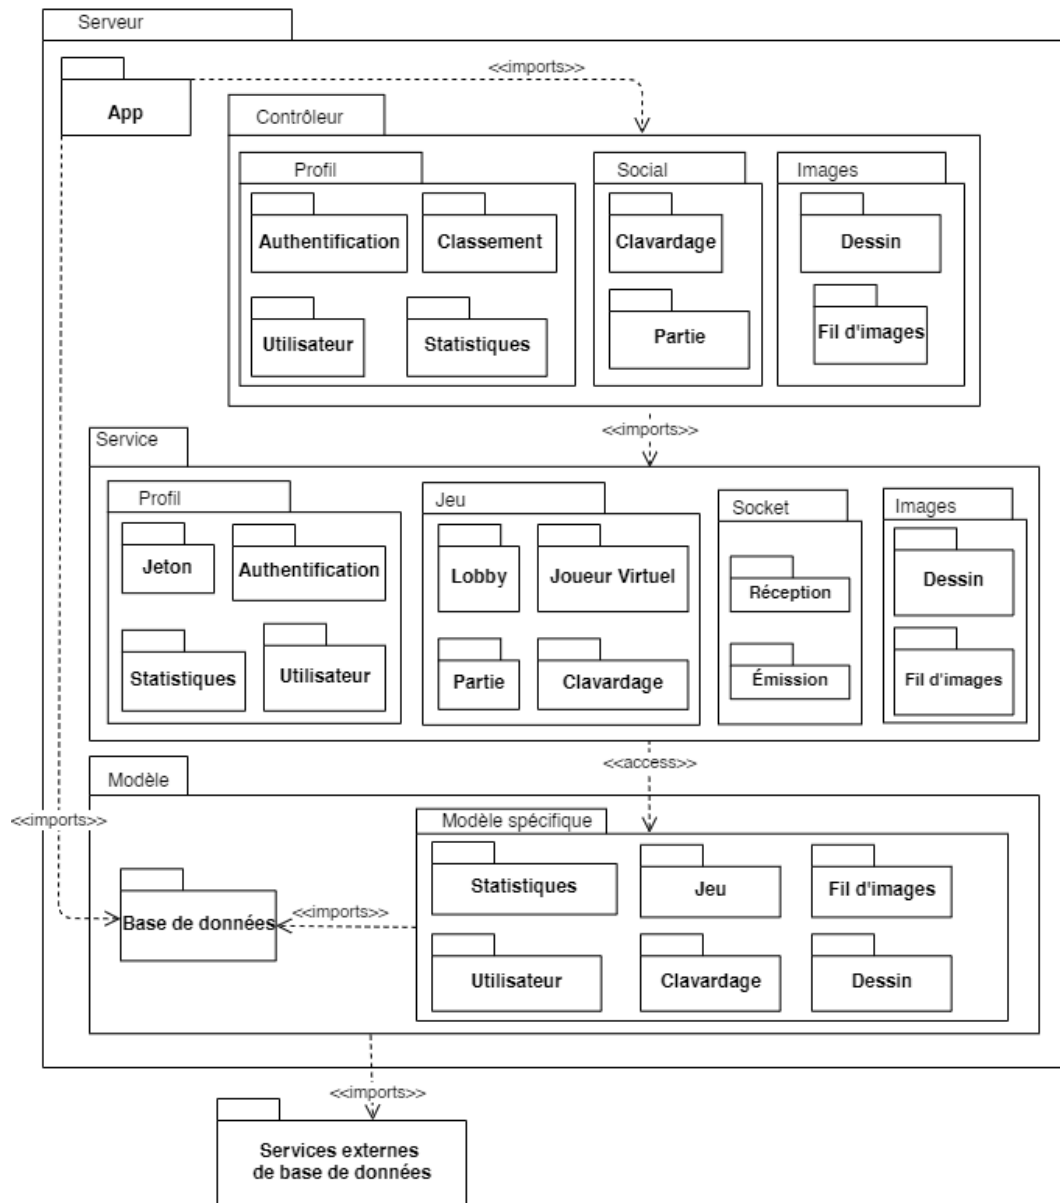 Serveur
<<imports>>
App
Contrôleur
Profil
Social
Images
Authentification
Classement
Clavardage
Dessin
Utilisateur
Statistiques
Partie
Fil d'images
<<imports>>
Service
Profil
Jeu
Socket
Images
Jeton
Authentification
Lobby
Joueur Virtuel
Réception
Dessin
Statistiques
Utilisateur
Partie
Clavardage
Émission
Fil d'images
<<access>>
Modèle
<<imports>>
Modèle spécifique
Statistiques
Jeu
Fil d'images
Base de données
<<imports>>
Utilisateur
Clavardage
Dessin
<<imports>>
Services externes
de base de données